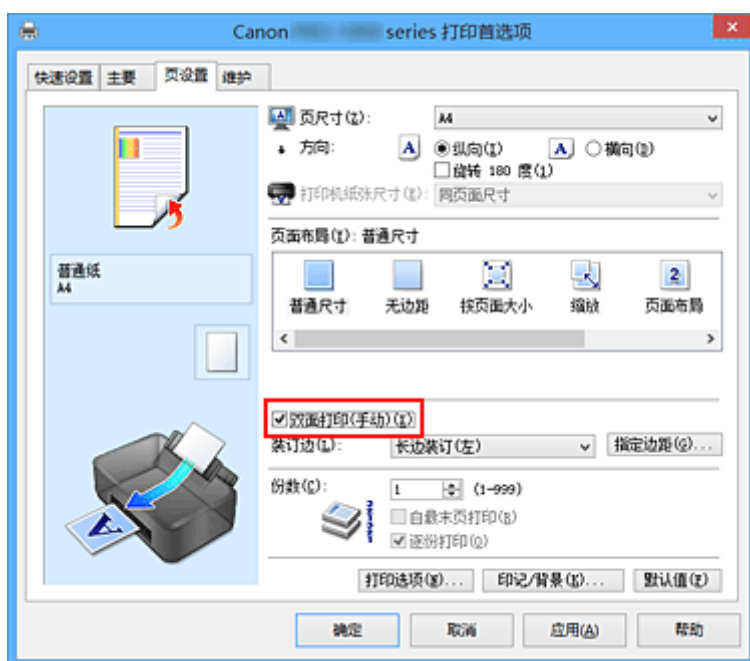 Canon series 打印首选项
快速设置 主要 页设置 维护
页尺寸(Z): A4
方向: A 纵向(I) A 横向(D)
旋转 180 度(1)
打印机纸张尺寸(E): 同页面尺寸
页面布局(Y): 普通尺寸
普通尺寸 无边距 按页面大小 缩放 2 页面布局
普通纸
A4
双面打印(手动)(X)
装订边(L): 长边装订(左) 指定边距(G)...
份数(C): 1 (1-999)
自最末页打印(R)
逐份打印(O)
打印选项(N)... 印记/背景(K)... 默认值(F)
确定 取消 应用(A) 帮助